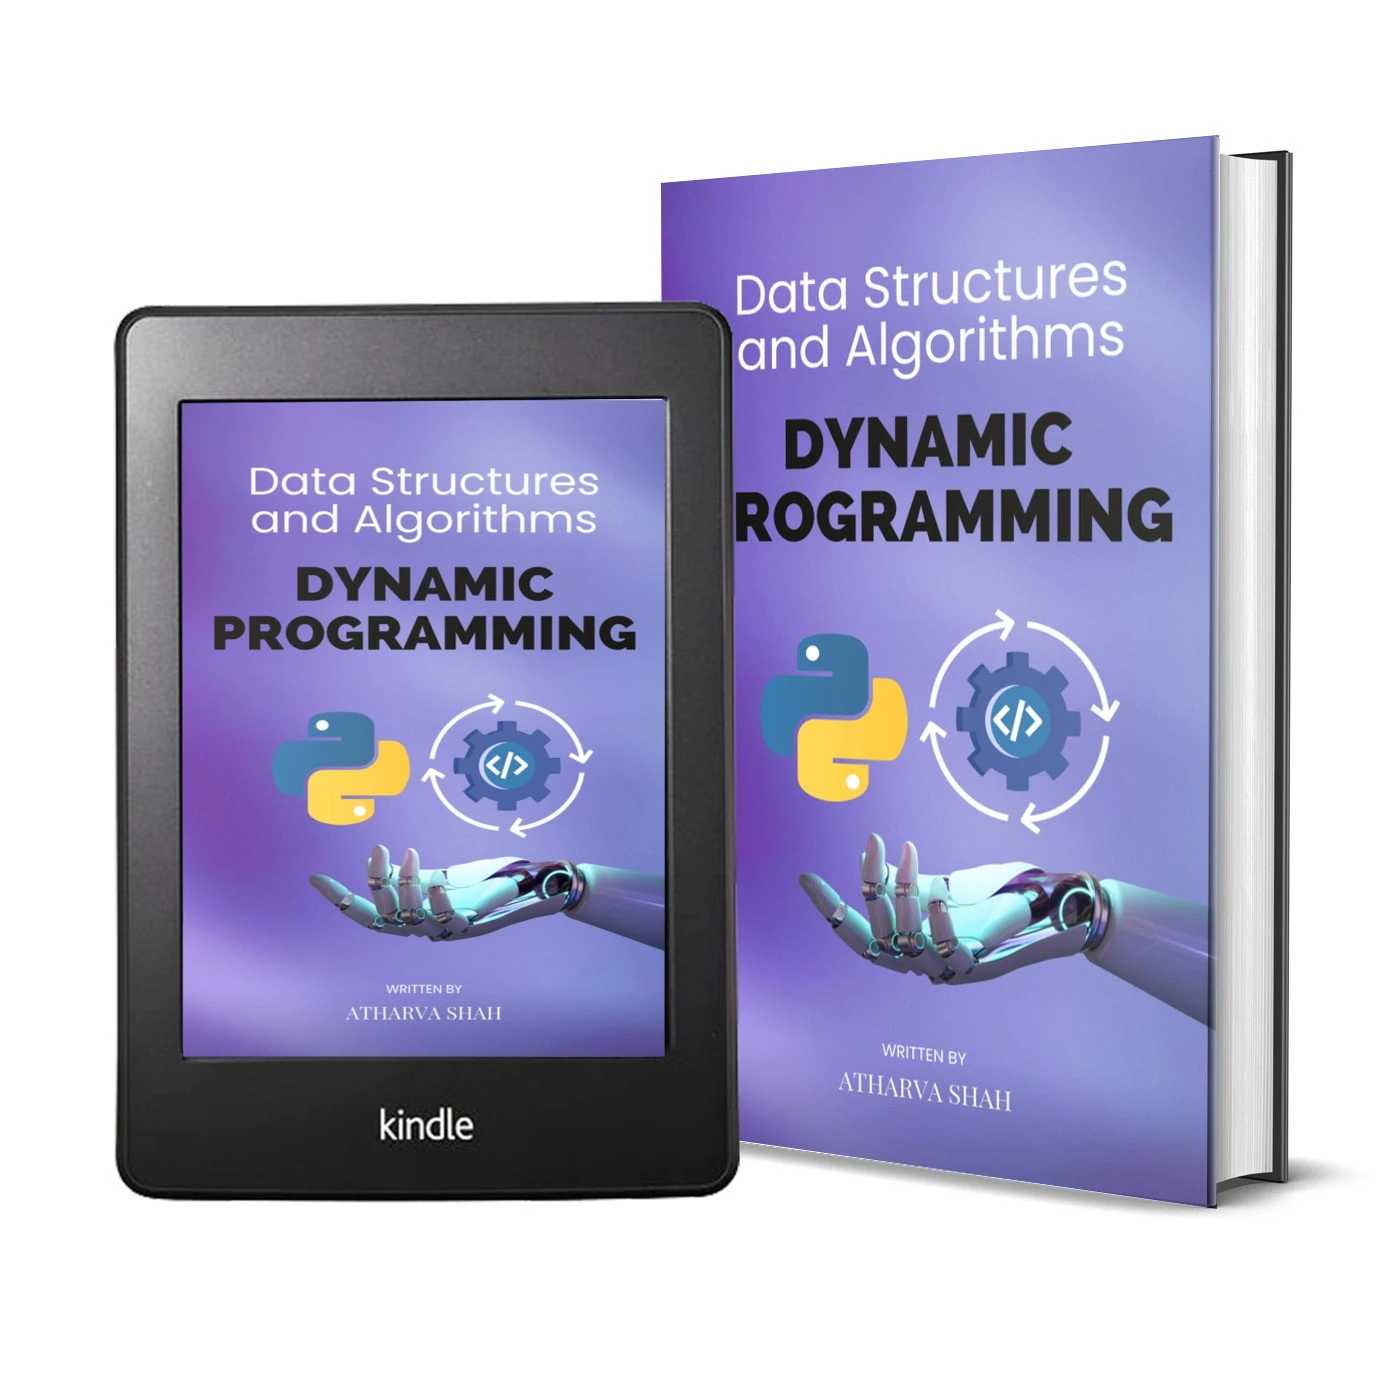 Data Structures
and Algorithms
DYNAMIC
PROGRAMMING
</>
WRITTEN BY
ATHARVA SHAH
kindle
Data Structures
and Algorithms
DYNAMIC
ROGRAMMING
</>
WRITTEN BY
ATHARVA SHAH